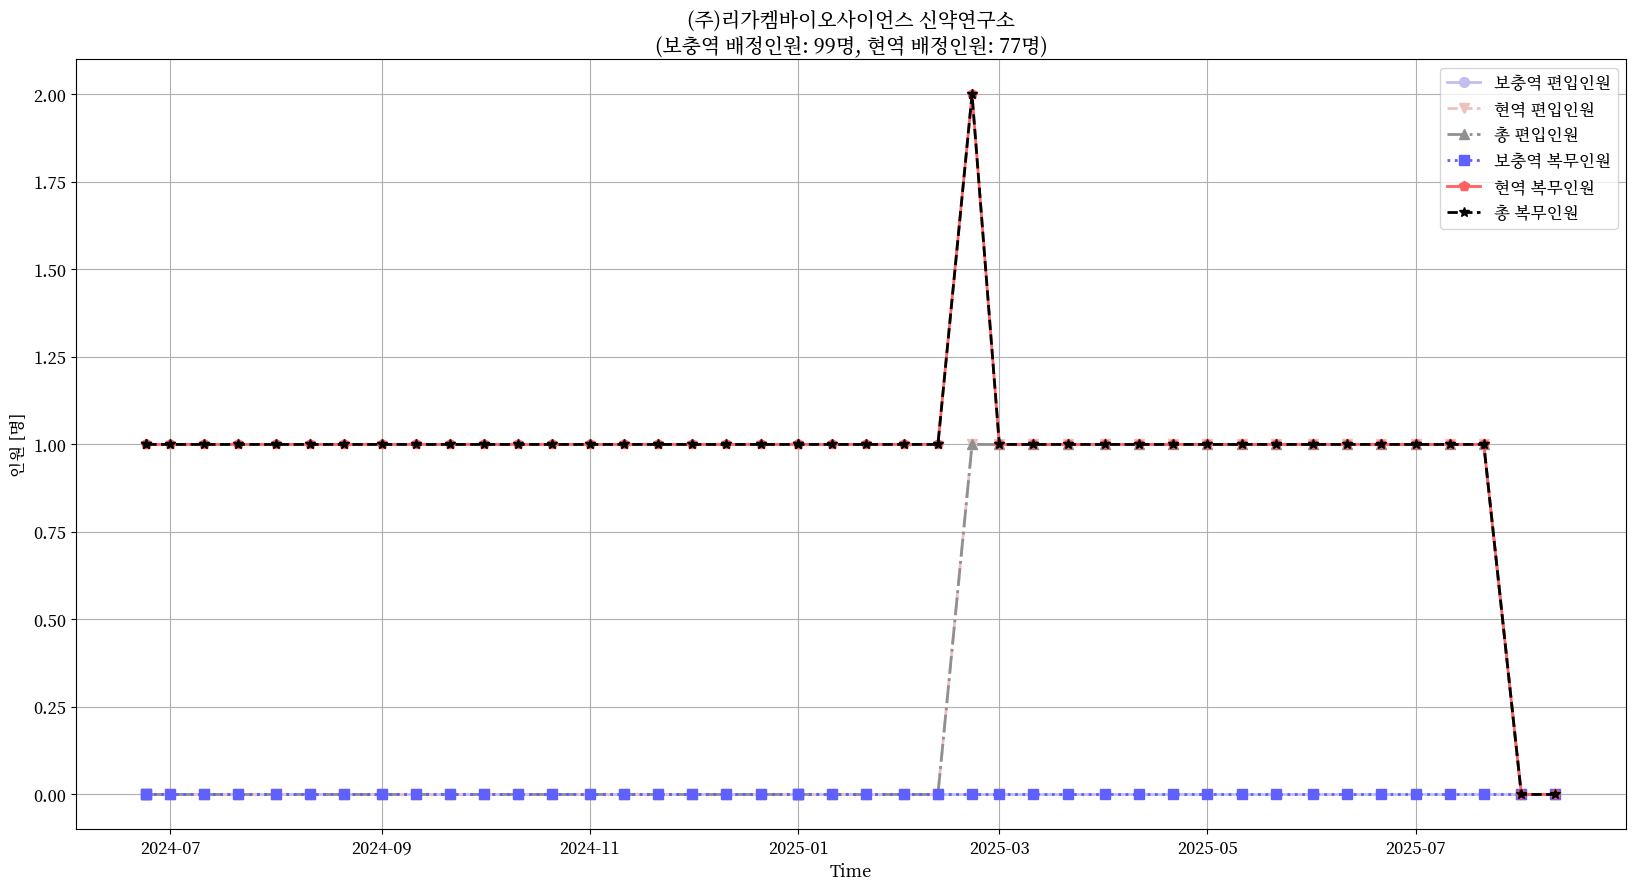 (주)리가켐바이오사이언스 신약연구소
(보충역 배정인원: 99명, 현역 배정인원: 77명)
보충역 편입인원
현역 편입인원
총 편입인원
보충역 복무인원
현역 복무인원
총 복무인원
인원 [명]
2.00
1.75
1.50
1.25
1.00
0.75
0.50
0.25
0.00
2024-07
2024-09
2024-11
2025-01
2025-03
2025-05
2025-07
Time